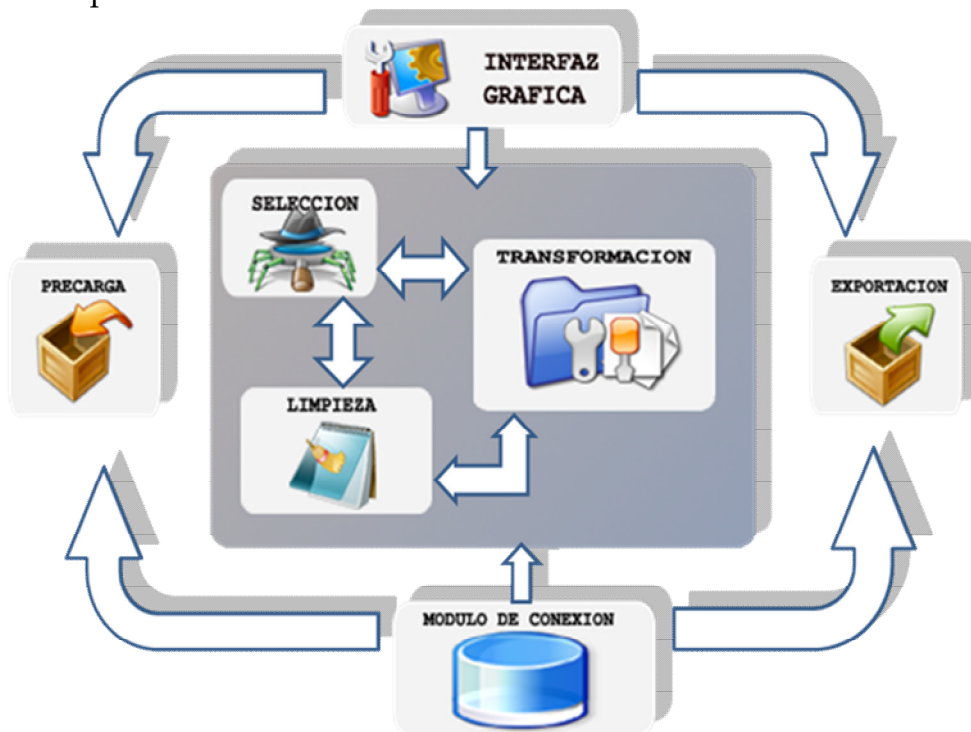 INTERFAZ
GRAFICA
SELECCION
TRANSFORMACION
PRECARGA
EXPORTACION
LIMPIEZA
MODULO DE CONEXION